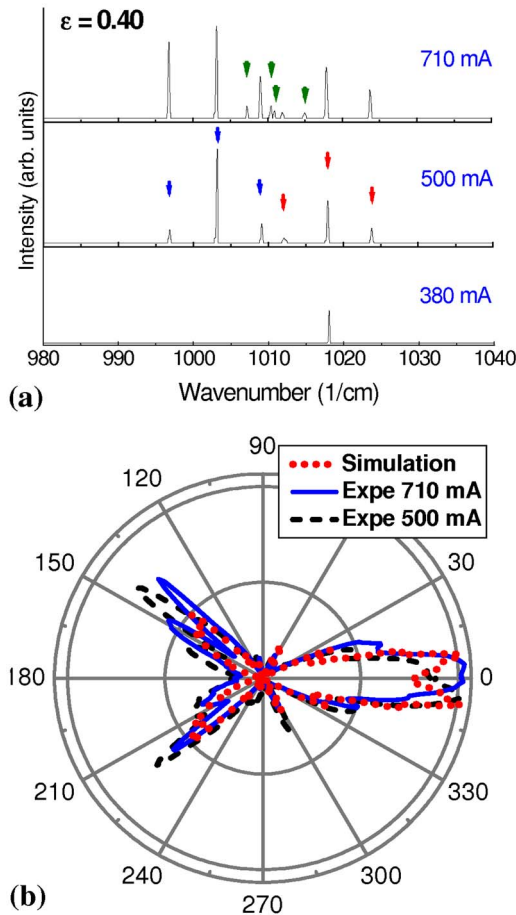 ε = 0.40
710 mA
500 mA
380 mA
Intensity (arb. units)
980 990 1000 1010 1020 1030 1040
Wavenumber (1/cm)
(a)
90
120
150
30
180
0
210
330
240
300
270
Simulation
Expe 710 mA
Expe 500 mA
(b)